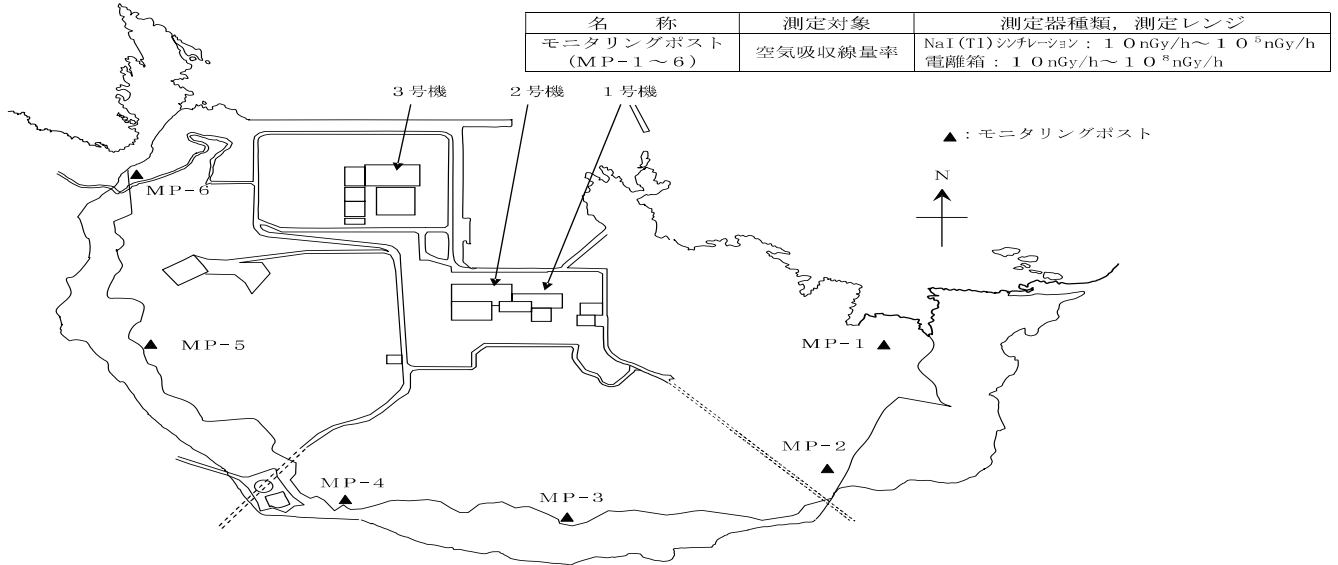 名　称　測定対象　測定器種類，測定レンジ
モニタリングポスト
(MP-1～6)
空気吸収線量率
NaI(Tl)ｼﾝﾁﾚｰｼｮﾝ：１０nGy/h～１０⁵nGy/h
電離箱：１０nGy/h～１０⁸nGy/h
３号機　２号機　１号機
▲：モニタリングポスト
N
MP-6
MP-5
MP-1
MP-2
MP-4
MP-3